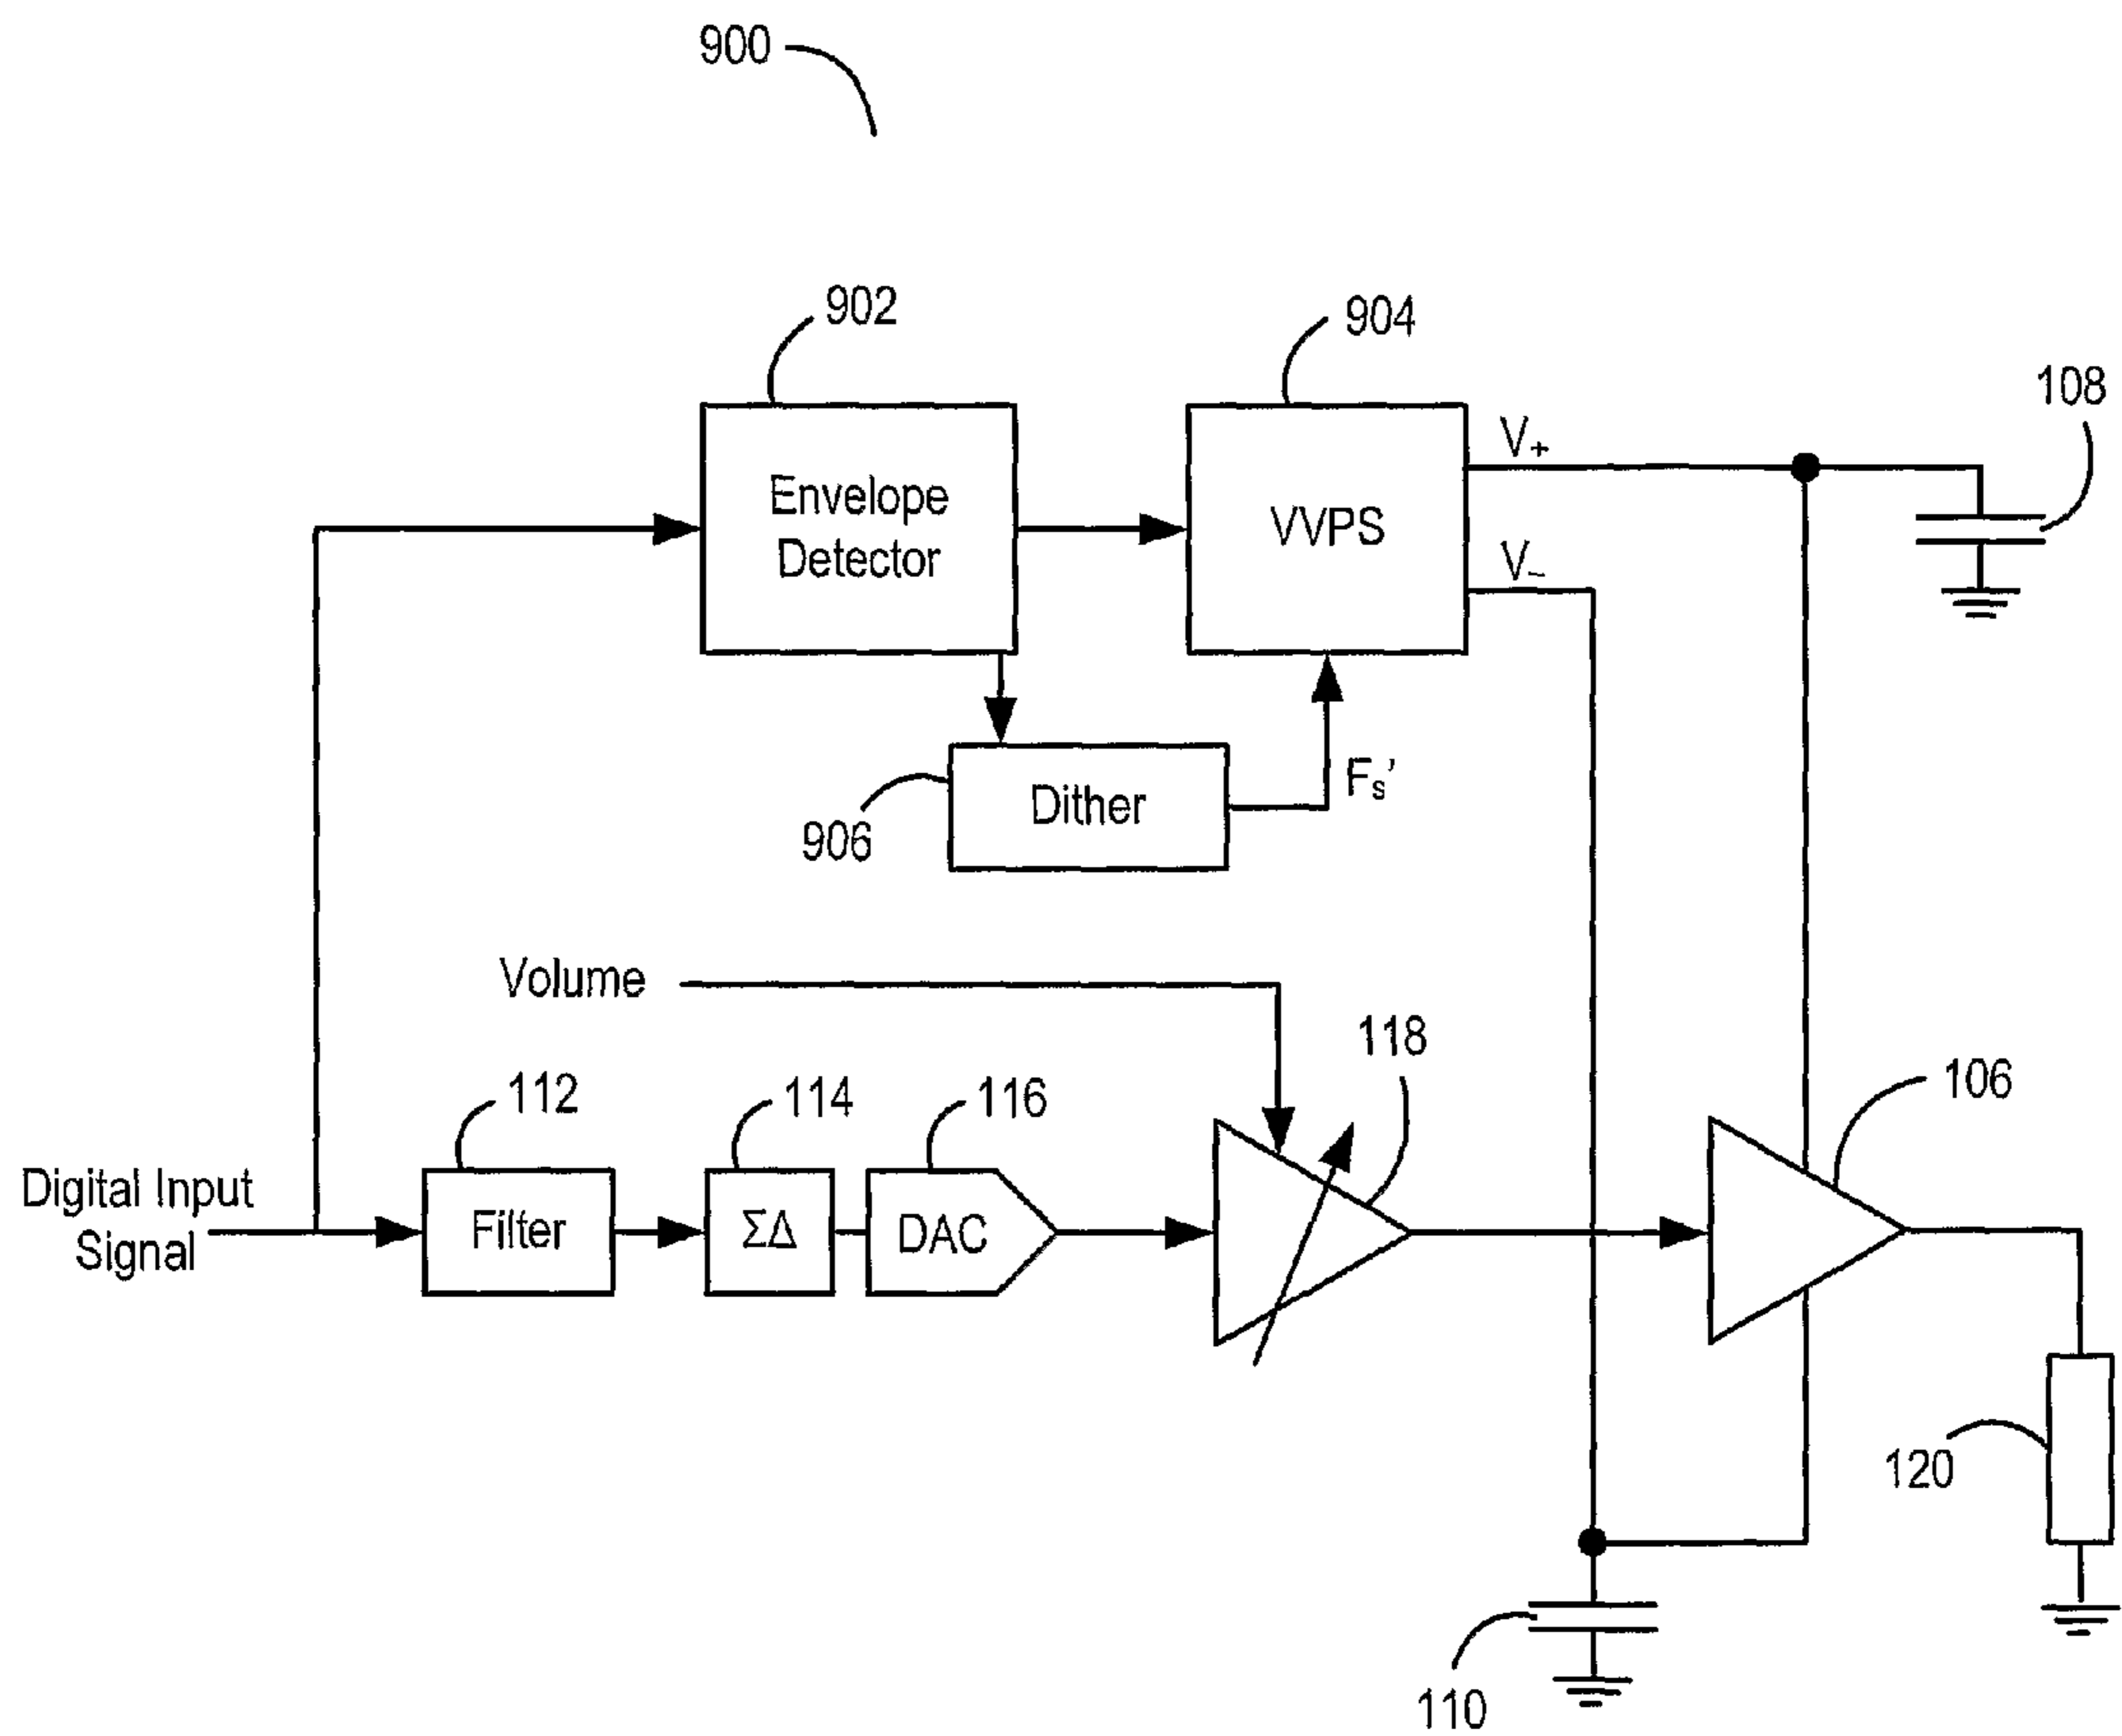 900
902
904
108
Envelope
Detector
VVPS
V+
V–
Dither
Fs'
906
Volume
118
106
112
114
116
Digital Input
Signal
Filter
ΣΔ
DAC
120
110